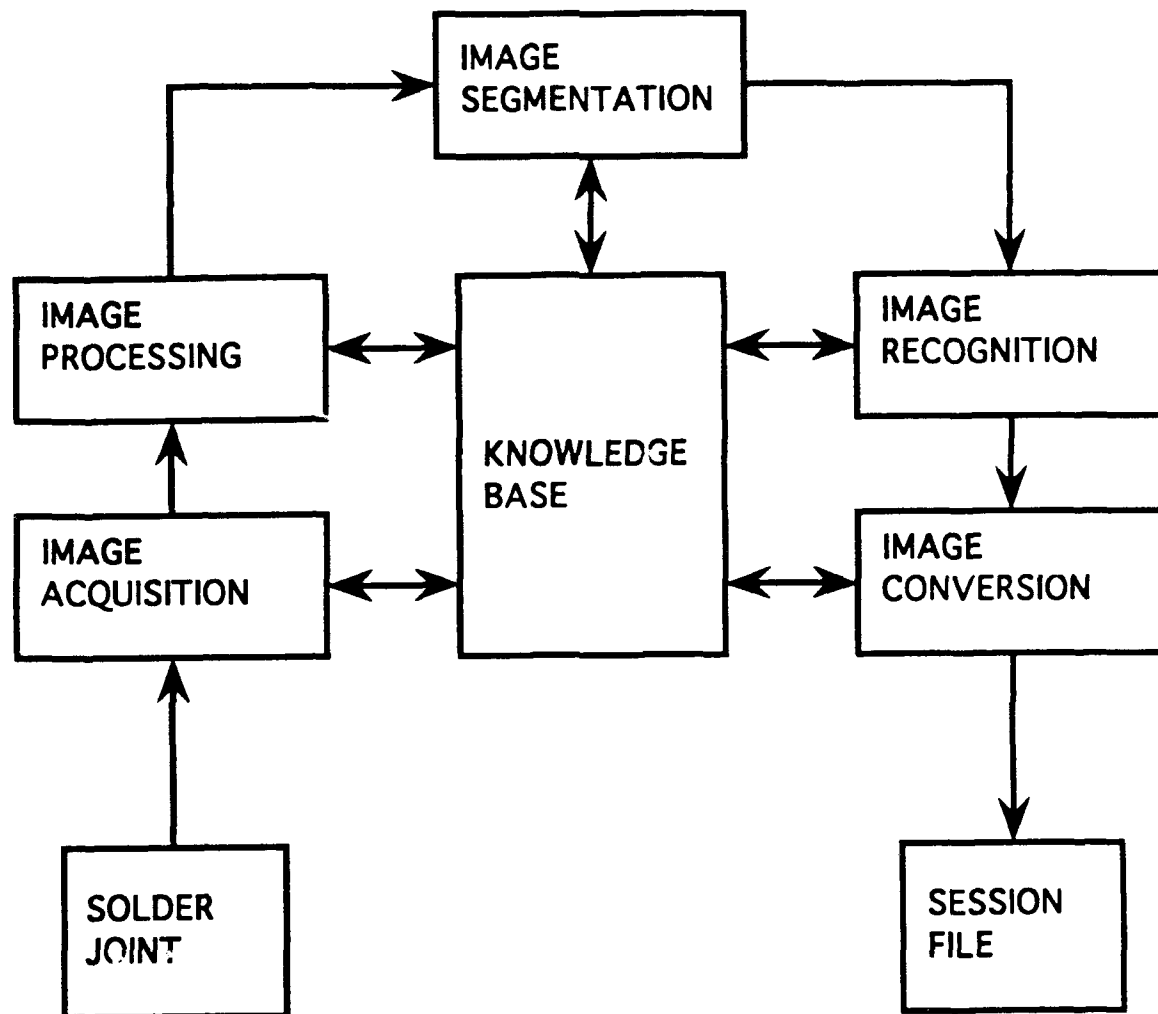 IMAGE
SEGMENTATION
IMAGE
PROCESSING
IMAGE
RECOGNITION
KNOWLEDGE
BASE
IMAGE
ACQUISITION
IMAGE
CONVERSION
SOLDER
JOINT
SESSION
FILE